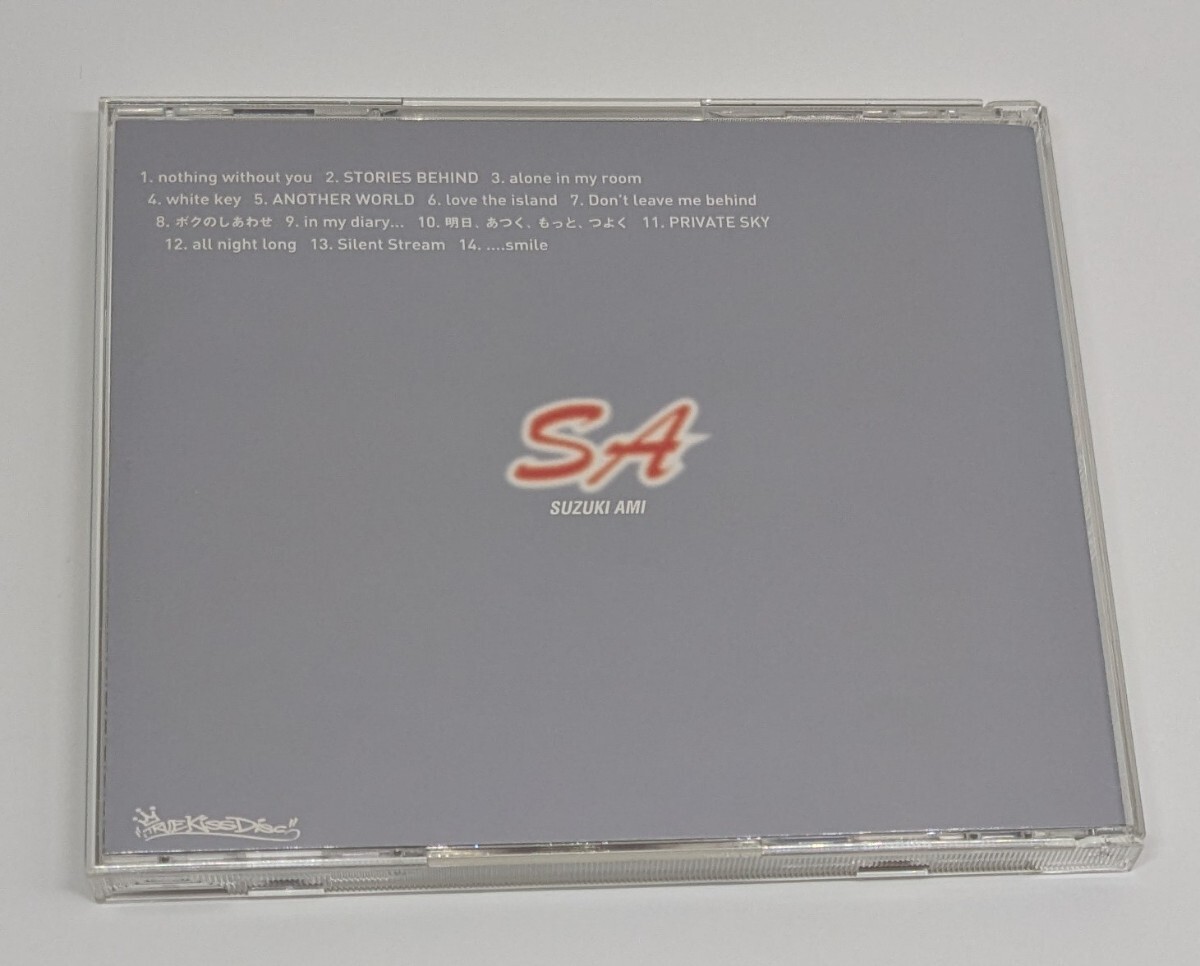 1. nothing without you 2. STORIES BEHIND 3. alone in my room
4. white key 5. ANOTHER WORLD 6. love the island 7. Don't leave me behind
8. ボクのしあわせ 9. in my diary... 10. 明日、あつく、もっと、つよく 11. PRIVATE SKY
12. all night long 13. Silent Stream 14. ....smile
SA
SUZUKI AMI
"TRUE KiSS DiSC"